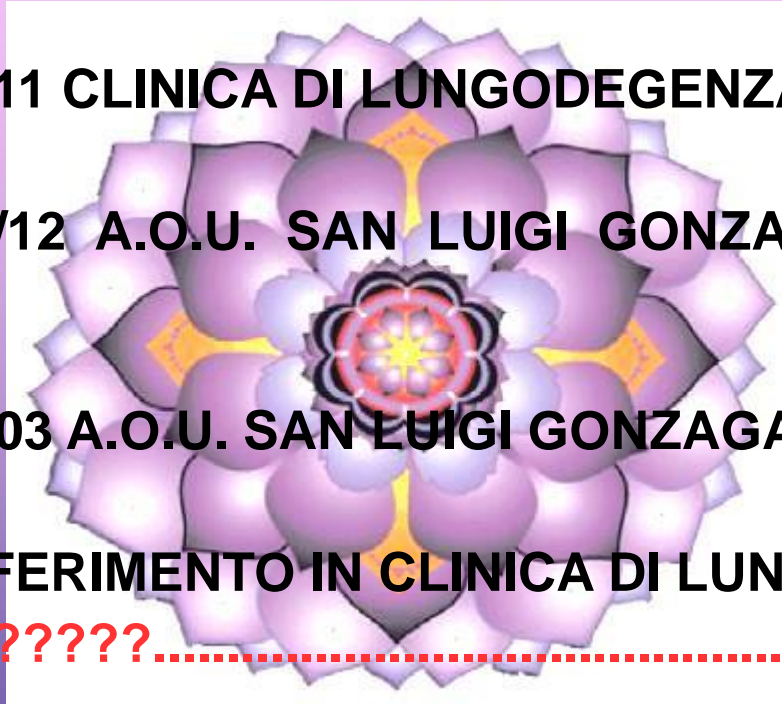 11 CLINICA DI LUNGODEGENZA
/12 A.O.U. SAN LUIGI GONZA
03 A.O.U. SAN LUIGI GONZAGA
FERIMENTO IN CLINICA DI LUN
?????..................................................